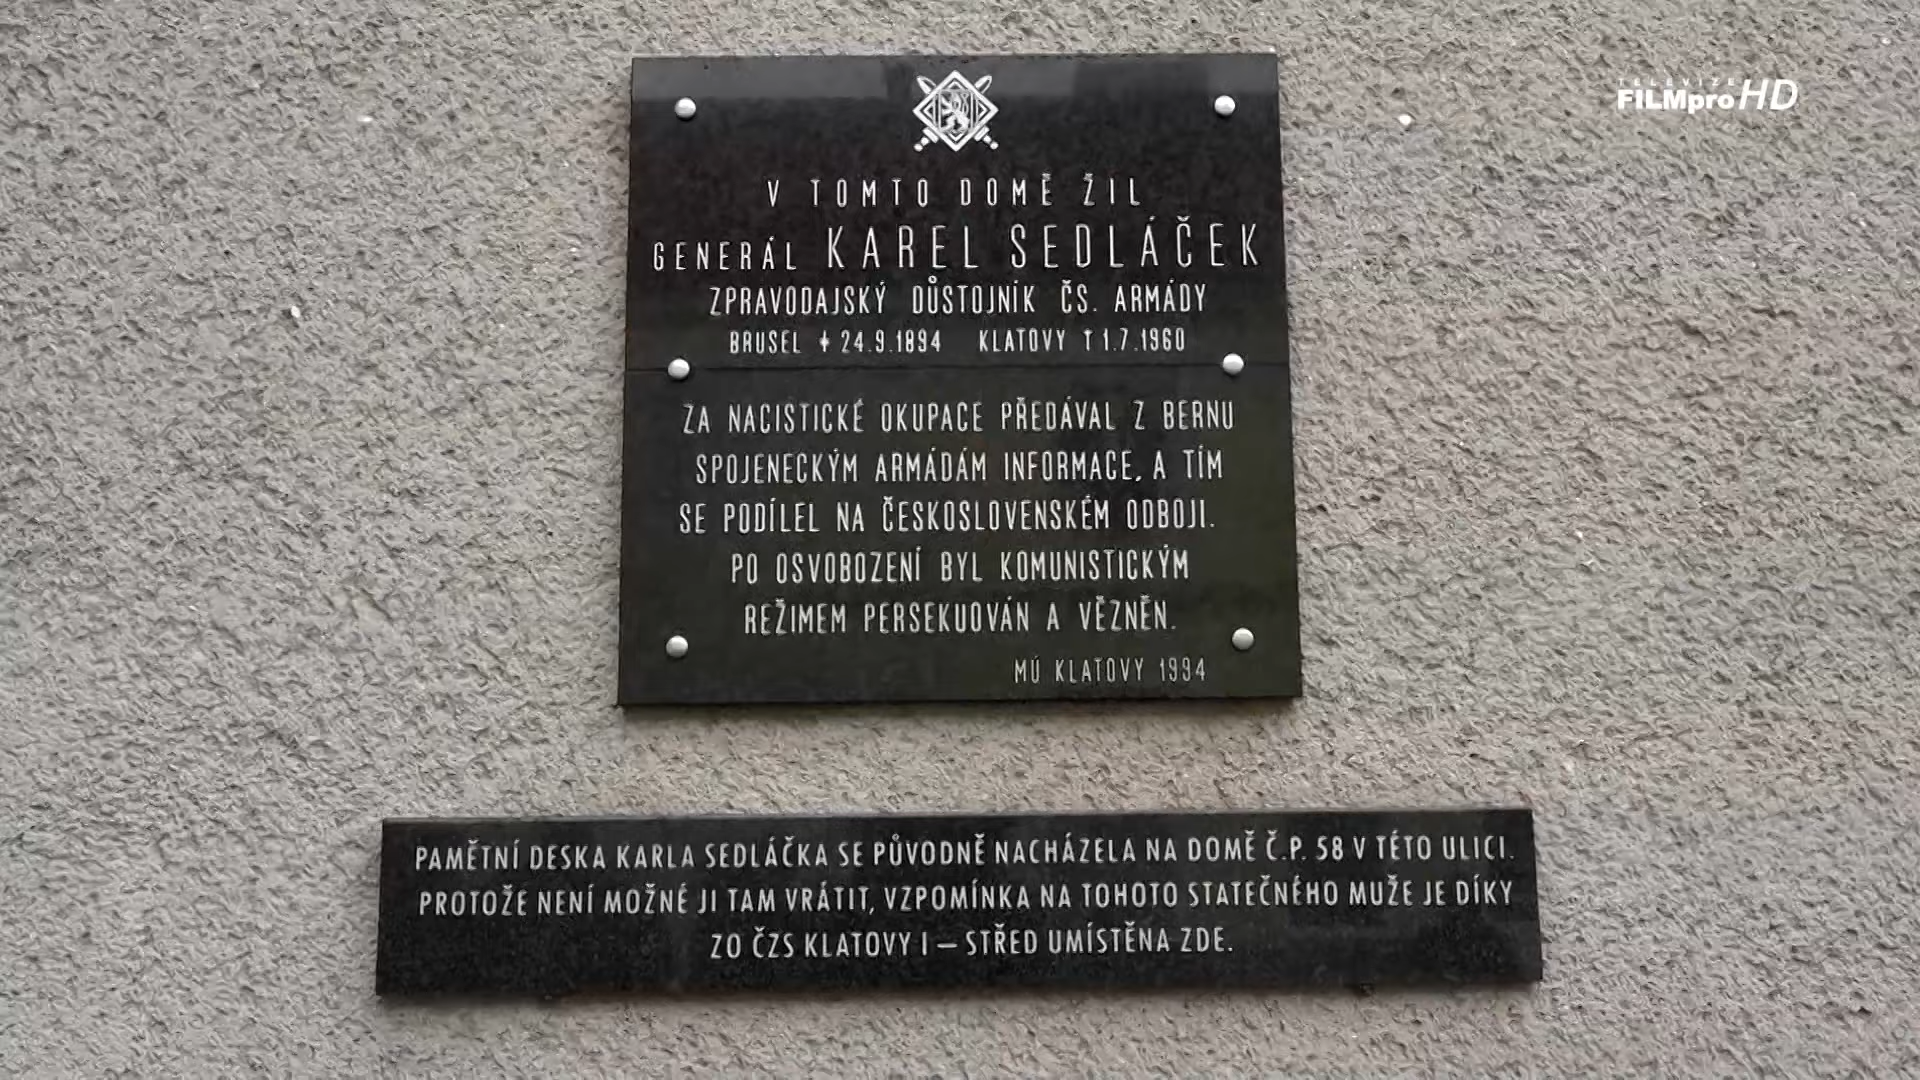 TELEVIZE
FILMpro HD
V TOMTO DOMĚ ŽIL
GENERÁL KAREL SEDLÁČEK
ZPRAVODAJSKÝ DŮSTOJNÍK ČS. ARMÁDY
BRUSEL * 24.9.1894 KLATOVY † 1.7.1960
ZA NACISTICKÉ OKUPACE PŘEDÁVAL Z BERNU
SPOJENECKÝM ARMÁDÁM INFORMACE, A TÍM
SE PODÍLEL NA ČESKOSLOVENSKÉM ODBOJI.
PO OSVOBOZENÍ BYL KOMUNISTICKÝM
REŽIMEM PERSEKUOVÁN A VĚZNĚN.
MÚ KLATOVY 1994
PAMĚTNÍ DESKA KARLA SEDLÁČKA SE PŮVODNĚ NACHÁZELA NA DOMĚ Č.P. 58 V TÉTO ULICI.
PROTOŽE NENÍ MOŽNÉ JI TAM VRÁTIT, VZPOMÍNKA NA TOHOTO STATEČNÉHO MUŽE JE DÍKY
ZO ČZS KLATOVY I – STŘED UMÍSTĚNA ZDE.